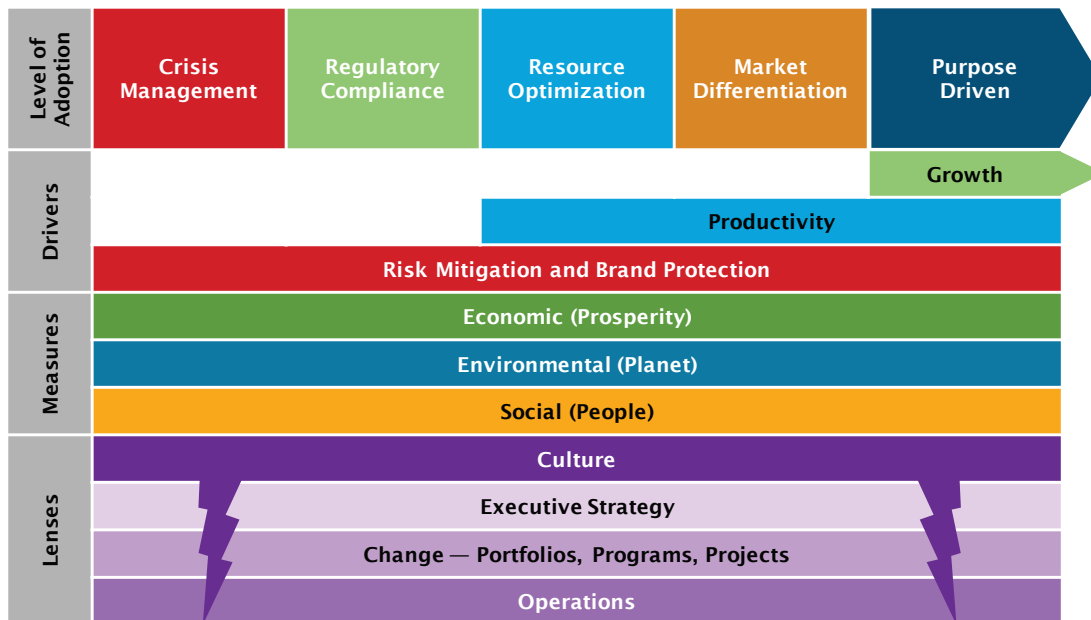 Level of
Adoption
Crisis
Management
Regulatory
Compliance
Resource
Optimization
Market
Differentiation
Purpose
Driven
Drivers
Growth
Productivity
Risk Mitigation and Brand Protection
Measures
Economic (Prosperity)
Environmental (Planet)
Social (People)
Lenses
Culture
Executive Strategy
Change — Portfolios, Programs, Projects
Operations